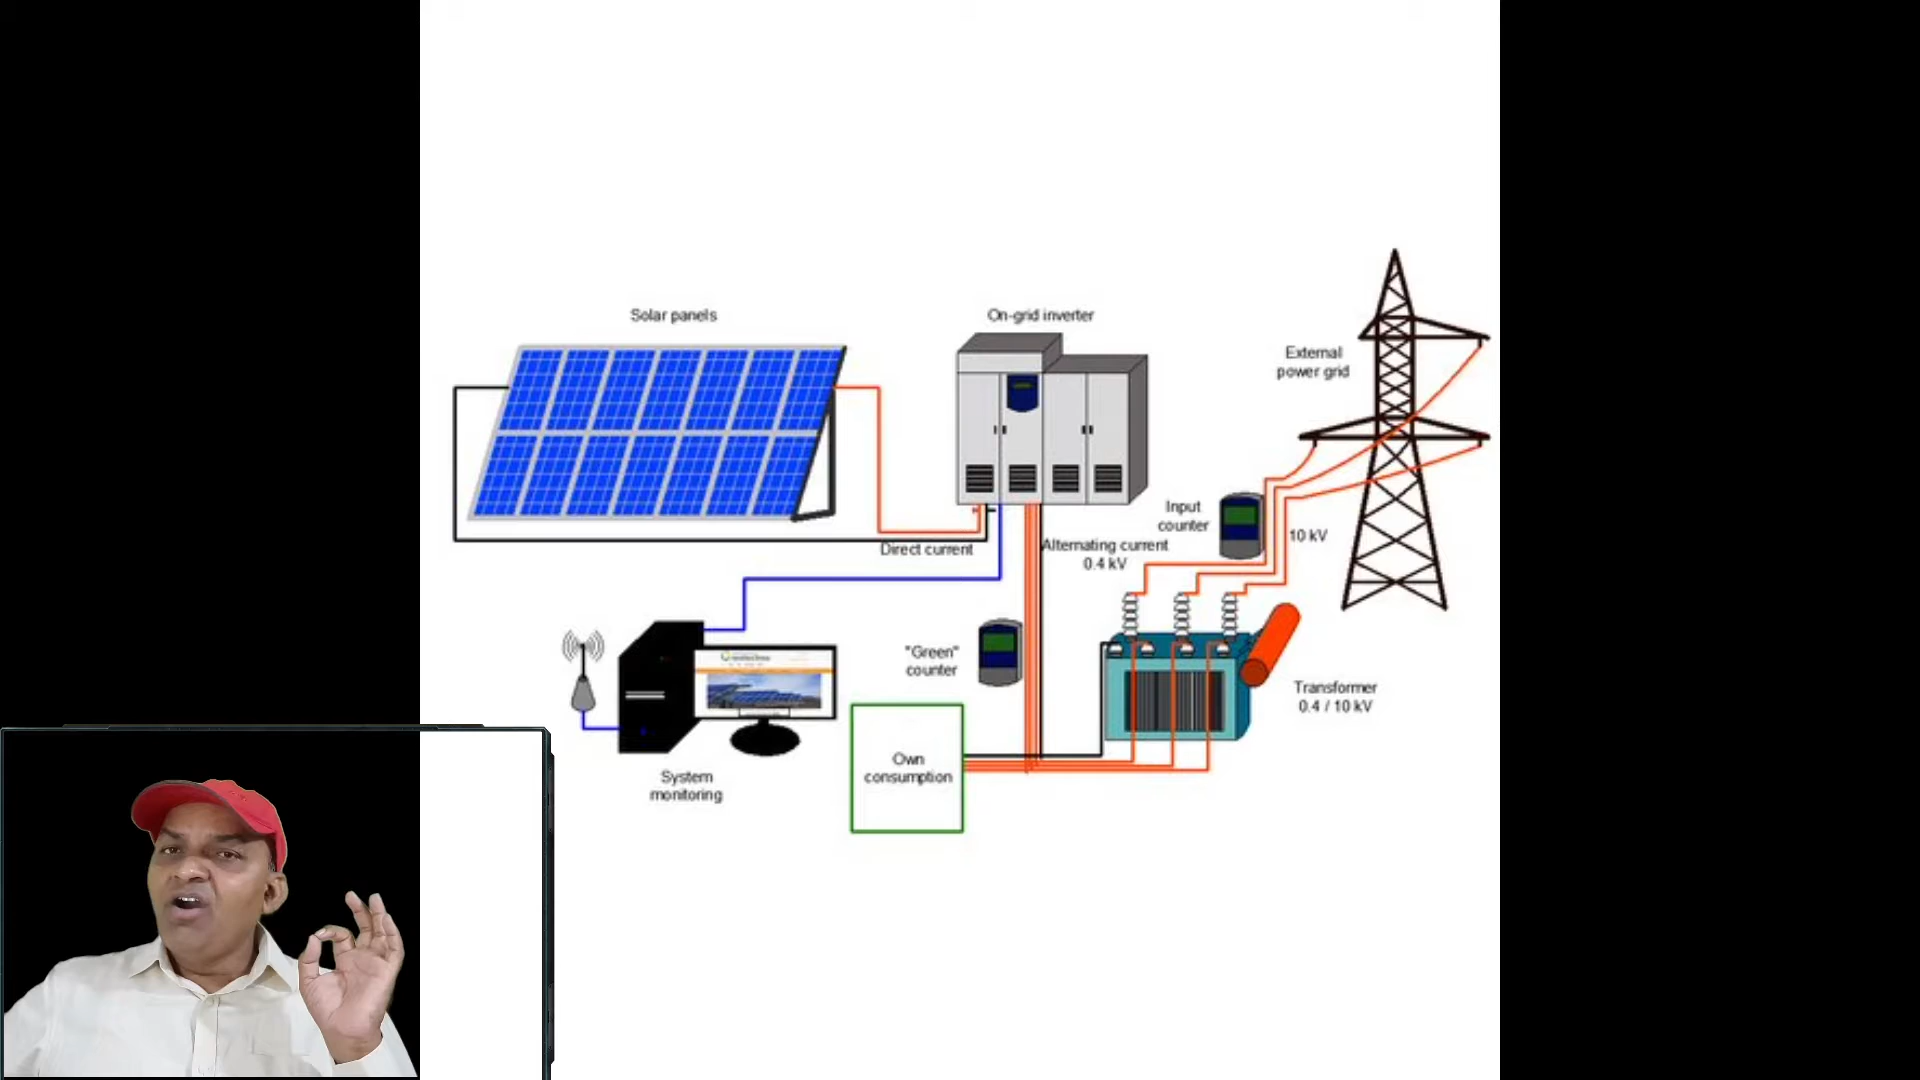 Solar panels
On-grid inverter
External
power grid
Input
counter
10 kV
Direct current
Alternating current
0.4 kV
"Green"
counter
Transformer
0.4 / 10 kV
Own
consumption
System
monitoring